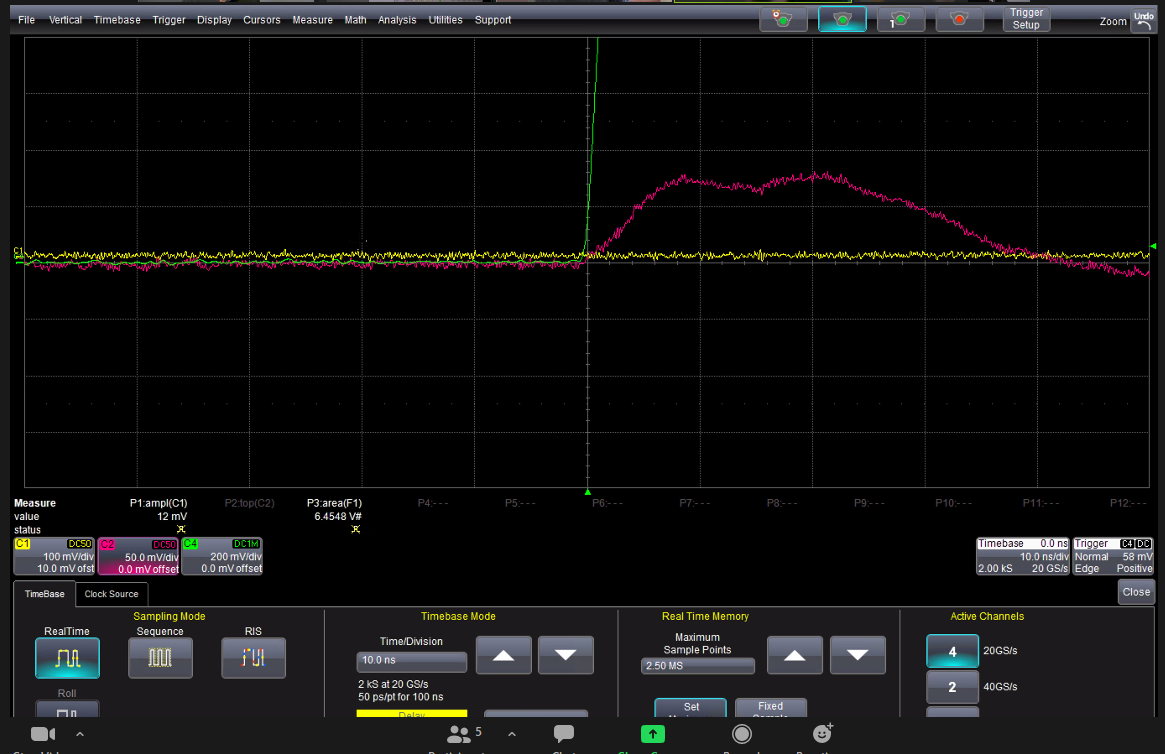 File Vertical Timebase Trigger Display Cursors Measure Math Analysis Utilities Support
1
Trigger
Setup
Zoom Undo
C1
Measure P1:ampl(C1) P2:top(C2) P3:area(F1) P4:--- P5:--- P6:--- P7:--- P8:--- P9:--- P10:--- P11:--- P12:---
value 12 mV 6.4548 V#
status
C1 DC50 C2 DC50 C4 DC1M
100 mV/div 50.0 mV/div 200 mV/div
10.0 mV ofst 0.0 mV offset 0.0 mV offset
Timebase 0.0 ns Trigger C4 DC
10.0 ns/div Normal 58 mV
2.00 kS 20 GS/s Edge Positive
TimeBase Clock Source Close
Sampling Mode Timebase Mode Real Time Memory Active Channels
RealTime Sequence RIS
Time/Division
10.0 ns
2 kS at 20 GS/s
50 ps/pt for 100 ns
Delay
Maximum
Sample Points
2.50 MS
Set
Fixed
4 20GS/s
2 40GS/s
Roll
5